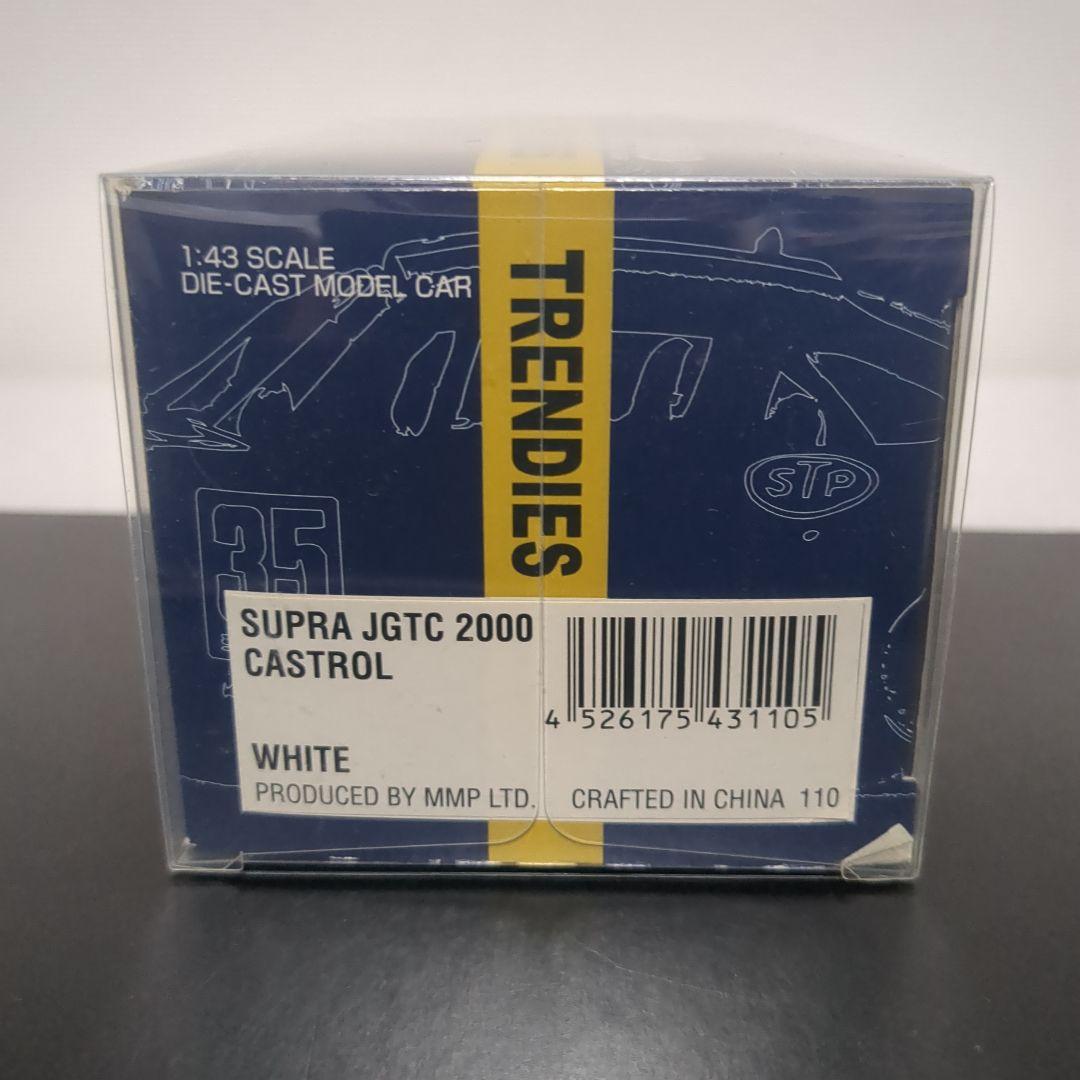 1:43 SCALE
DIE-CAST MODEL CAR
TRENDIES
STP
35
SUPRA JGTC 2000
CASTROL
4 526175 431105
WHITE
PRODUCED BY MMP LTD. CRAFTED IN CHINA 110